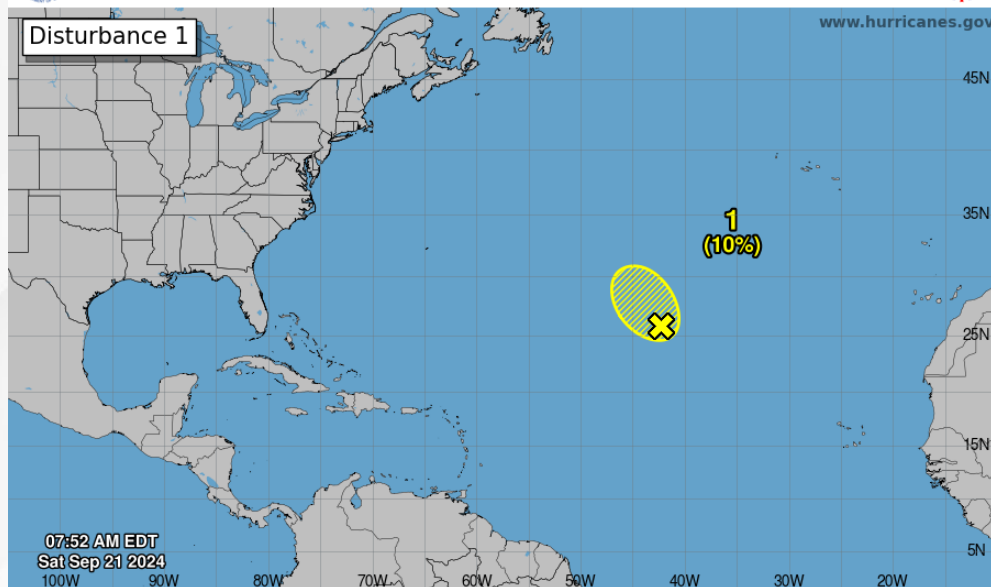 Disturbance 1
www.hurricanes.gov
45N
1
35N
(10%)
25N
15N
07:52 AM EDT
Sat Sep 21 2024
5N
100W 90W 80W 70W 60W 50W 40W 30W 20W